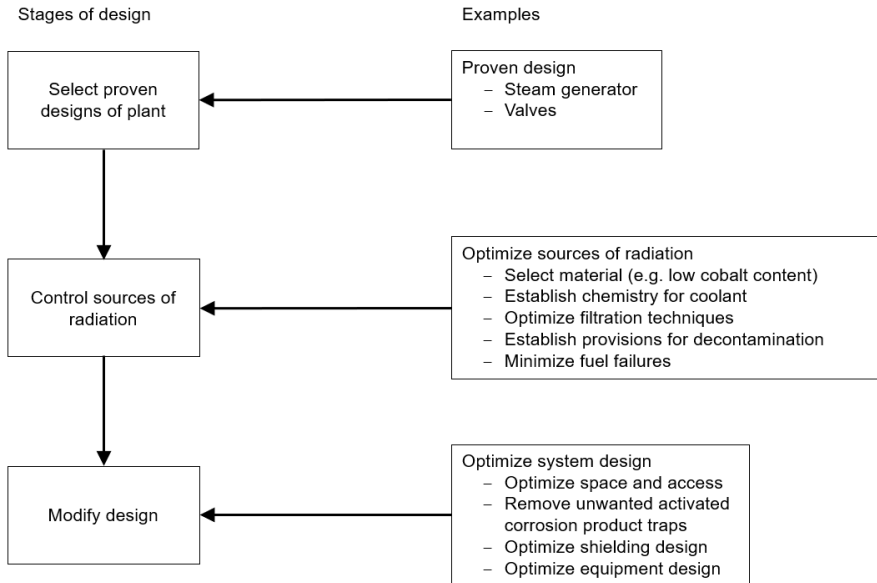 Stages of design
Examples
Select proven
designs of plant
Proven design
– Steam generator
– Valves
Control sources of
radiation
Optimize sources of radiation
– Select material (e.g. low cobalt content)
– Establish chemistry for coolant
– Optimize filtration techniques
– Establish provisions for decontamination
– Minimize fuel failures
Modify design
Optimize system design
– Optimize space and access
– Remove unwanted activated
corrosion product traps
– Optimize shielding design
– Optimize equipment design